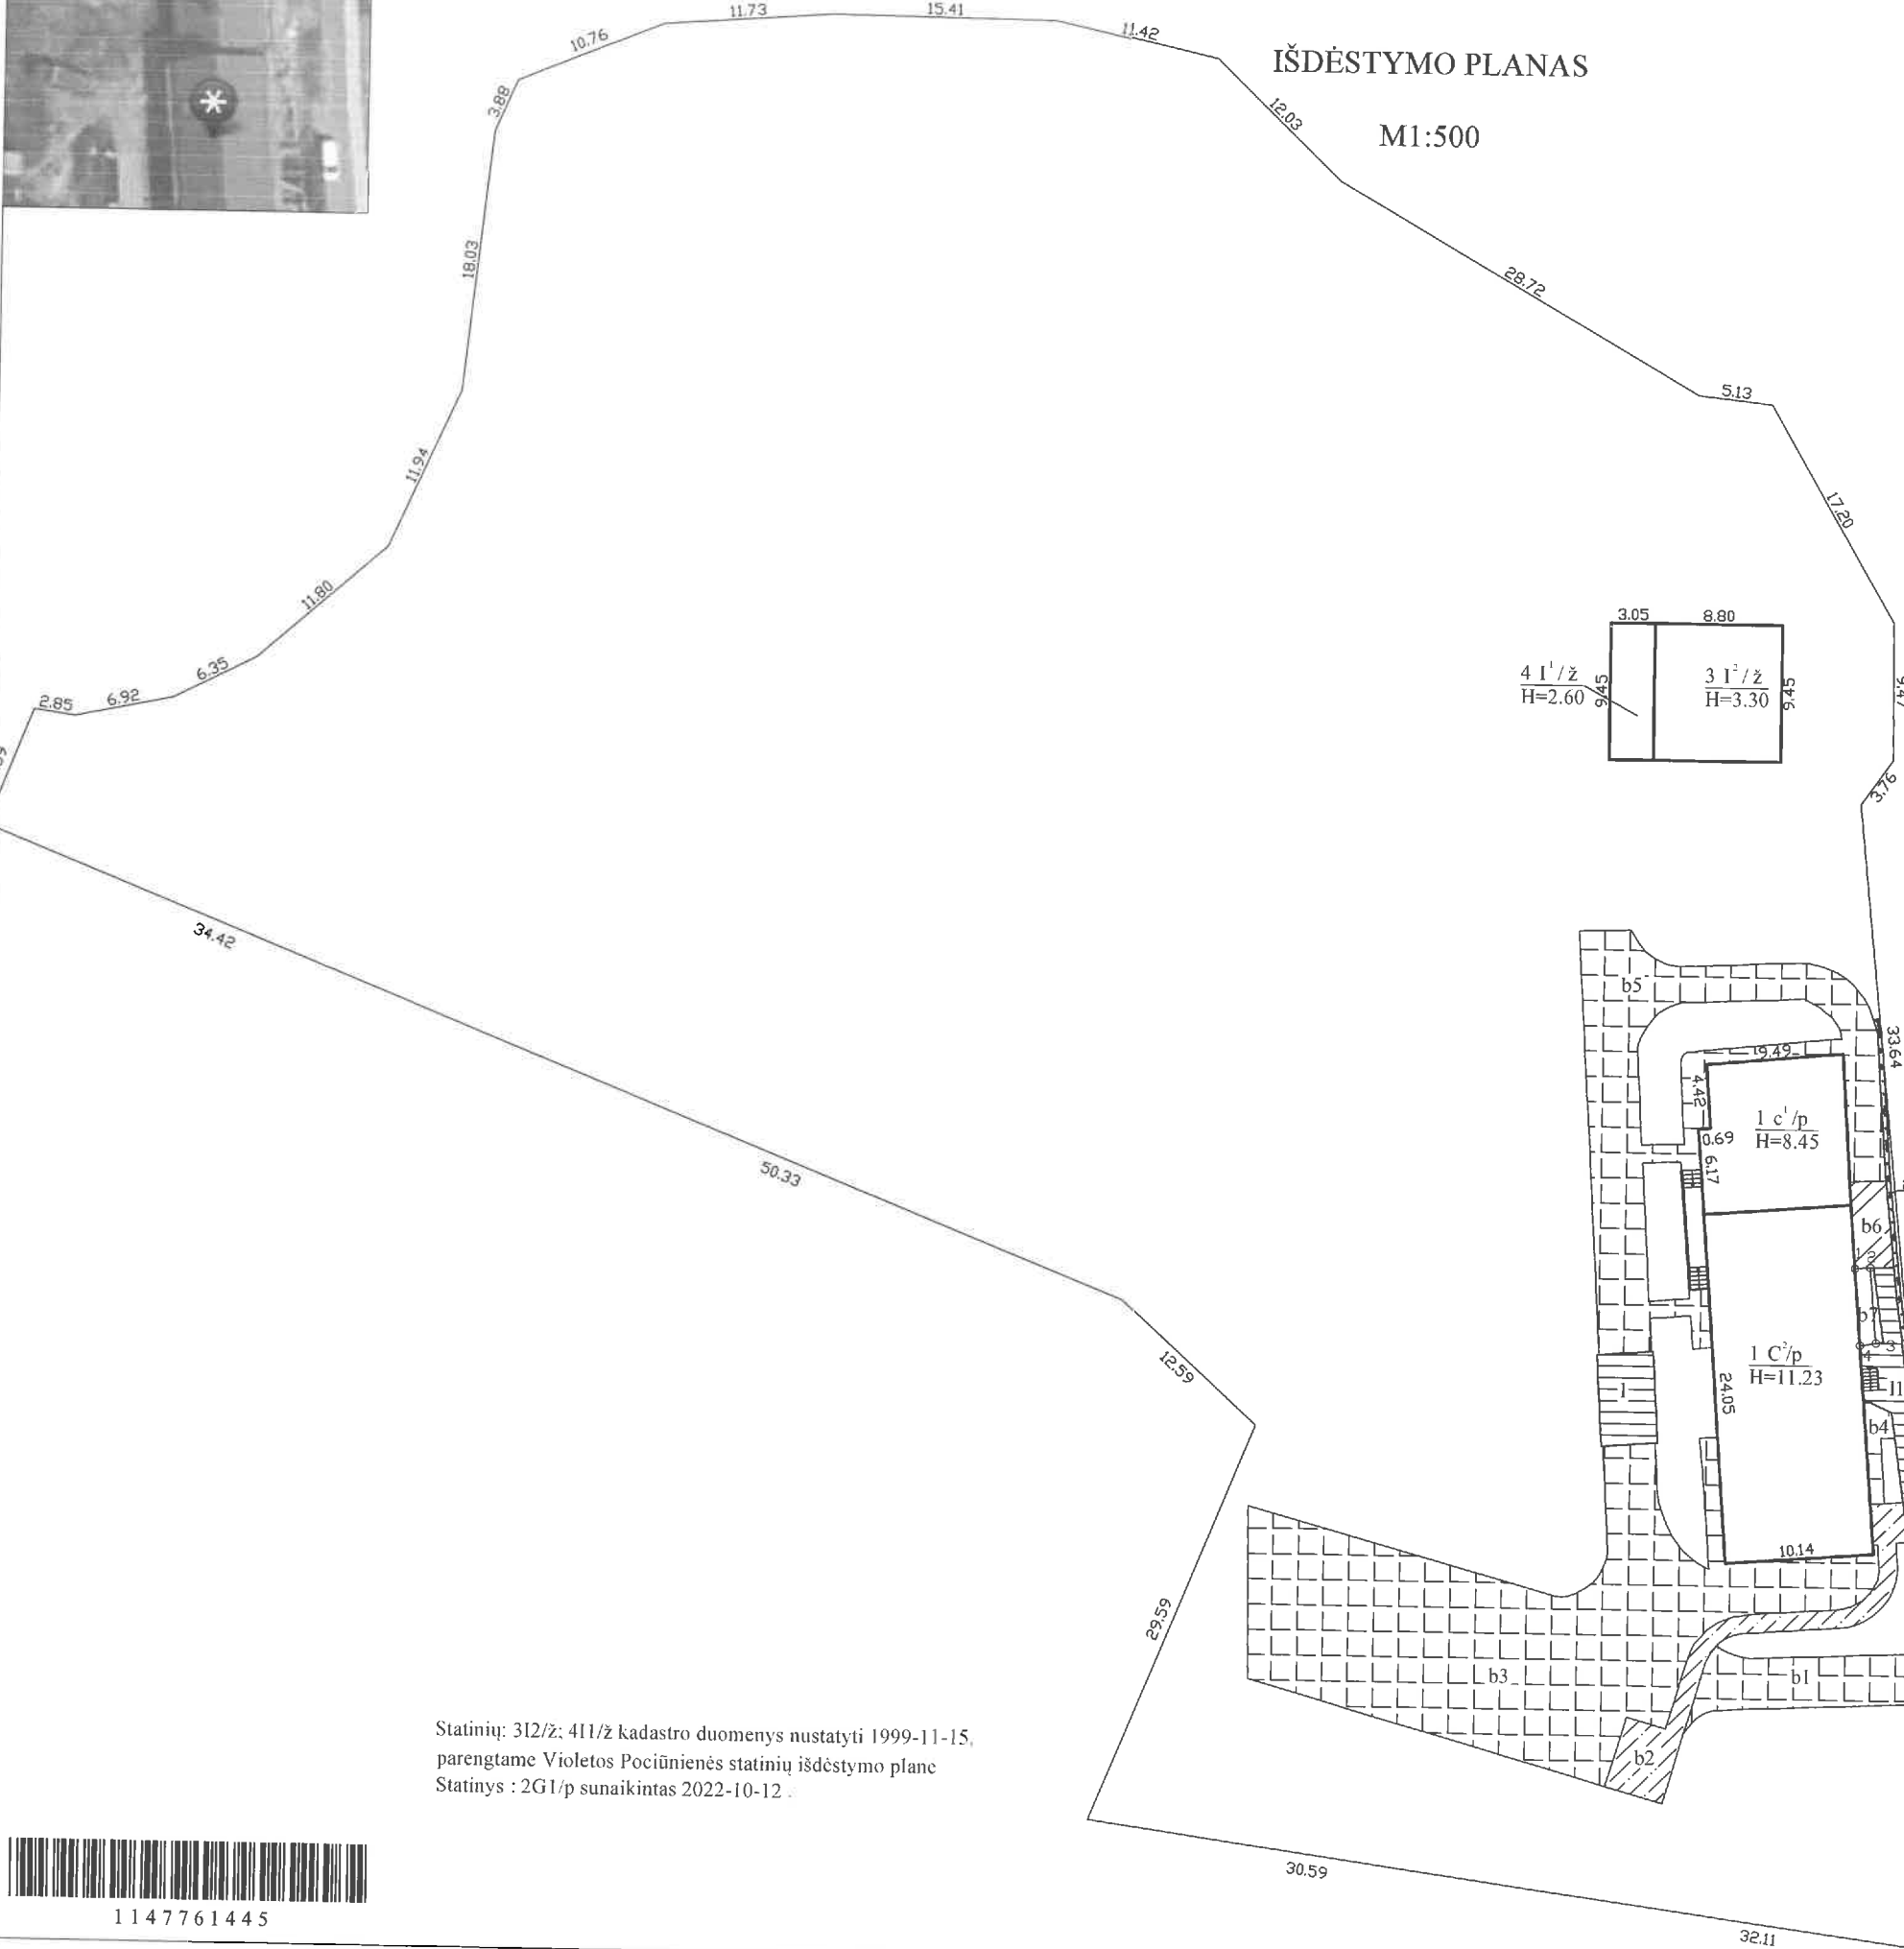 IŠDĖSTYMO PLANAS
M1:500
11.73
15.41
10.76
11.42
3.88
12.03
18.03
28.72
5.13
11.94
17.20
11.80
3.05
8.80
6.35
4 I¹/ž
H=2.60
9.45
3 I²/ž
H=3.30
9.45
2.85
6.92
3.76
34.42
b5
33.64
9.49
4.42
1 c¹/p
H=8.45
0.69
6.17
50.33
b6
1
2
b7
3
4
12.59
1 C²/p
H=11.23
1
24.05
b4
10.14
29.59
b3
b1
b2
Statinių: 3I2/ž; 4I1/ž kadastro duomenys nustatyti 1999-11-15,
parengtame Violetos Pociūnienės statinių išdėstymo plane
Statinys : 2G1/p sunaikintas 2022-10-12 .
30.59
1147761445
32.11